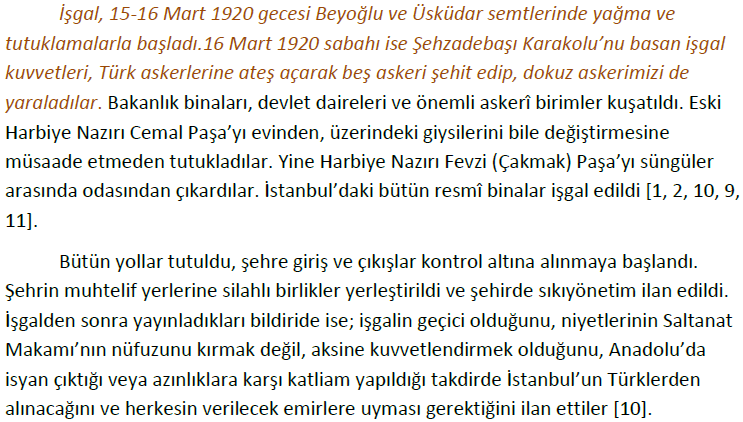 İşgal, 15-16 Mart 1920 gecesi Beyoğlu ve Üsküdar semtlerinde yağma ve
tutuklamalarla başladı.16 Mart 1920 sabahı ise Şehzadebaşı Karakolu’nu basan işgal
kuvvetleri, Türk askerlerine ateş açarak beş askeri şehit edip, dokuz askerimizi de
yaraladılar. Bakanlık binaları, devlet daireleri ve önemli askerî birimler kuşatıldı. Eski
Harbiye Nazırı Cemal Paşa’yı evinden, üzerindeki giysilerini bile değiştirmesine
müsaade etmeden tutukladılar. Yine Harbiye Nazırı Fevzi (Çakmak) Paşa’yı süngüler
arasında odasından çıkardılar. İstanbul’daki bütün resmî binalar işgal edildi [1, 2, 10, 9,
11].
Bütün yollar tutuldu, şehre giriş ve çıkışlar kontrol altına alınmaya başlandı.
Şehrin muhtelif yerlerine silahlı birlikler yerleştirildi ve şehirde sıkıyönetim ilan edildi.
İşgalden sonra yayınladıkları bildiride ise; işgalin geçici olduğunu, niyetlerinin Saltanat
Makamı’nın nüfuzunu kırmak değil, aksine kuvvetlendirmek olduğunu, Anadolu’da
isyan çıktığı veya azınlıklara karşı katliam yapıldığı takdirde İstanbul’un Türklerden
alınacağını ve herkesin verilecek emirlere uyması gerektiğini ilan ettiler [10].